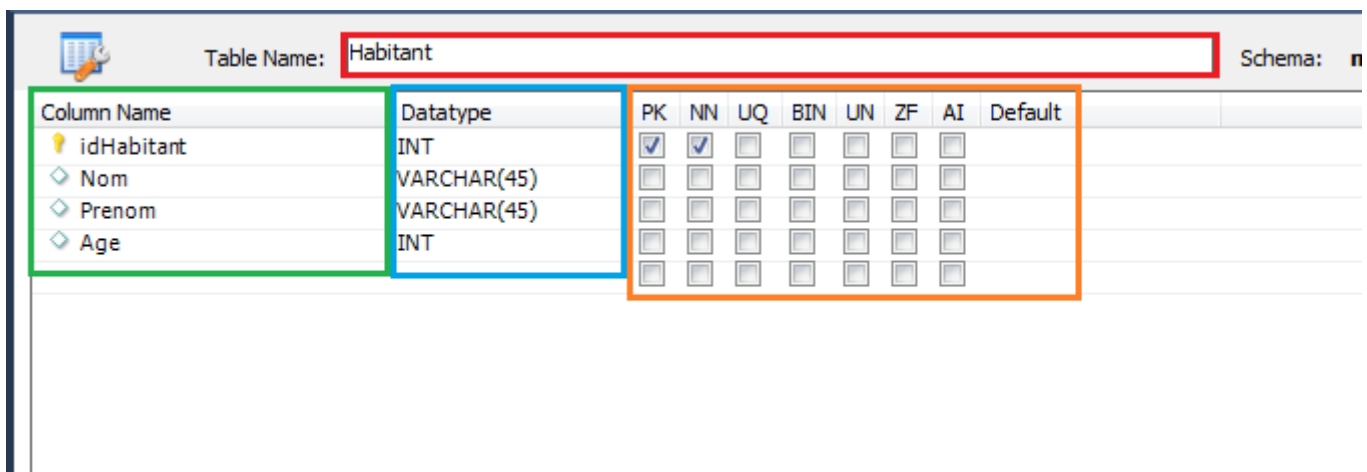 Table Name: Habitant Schema:
Column Name Datatype PK NN UQ BIN UN ZF AI Default
idHabitant INT
Nom VARCHAR(45)
Prenom VARCHAR(45)
Age INT